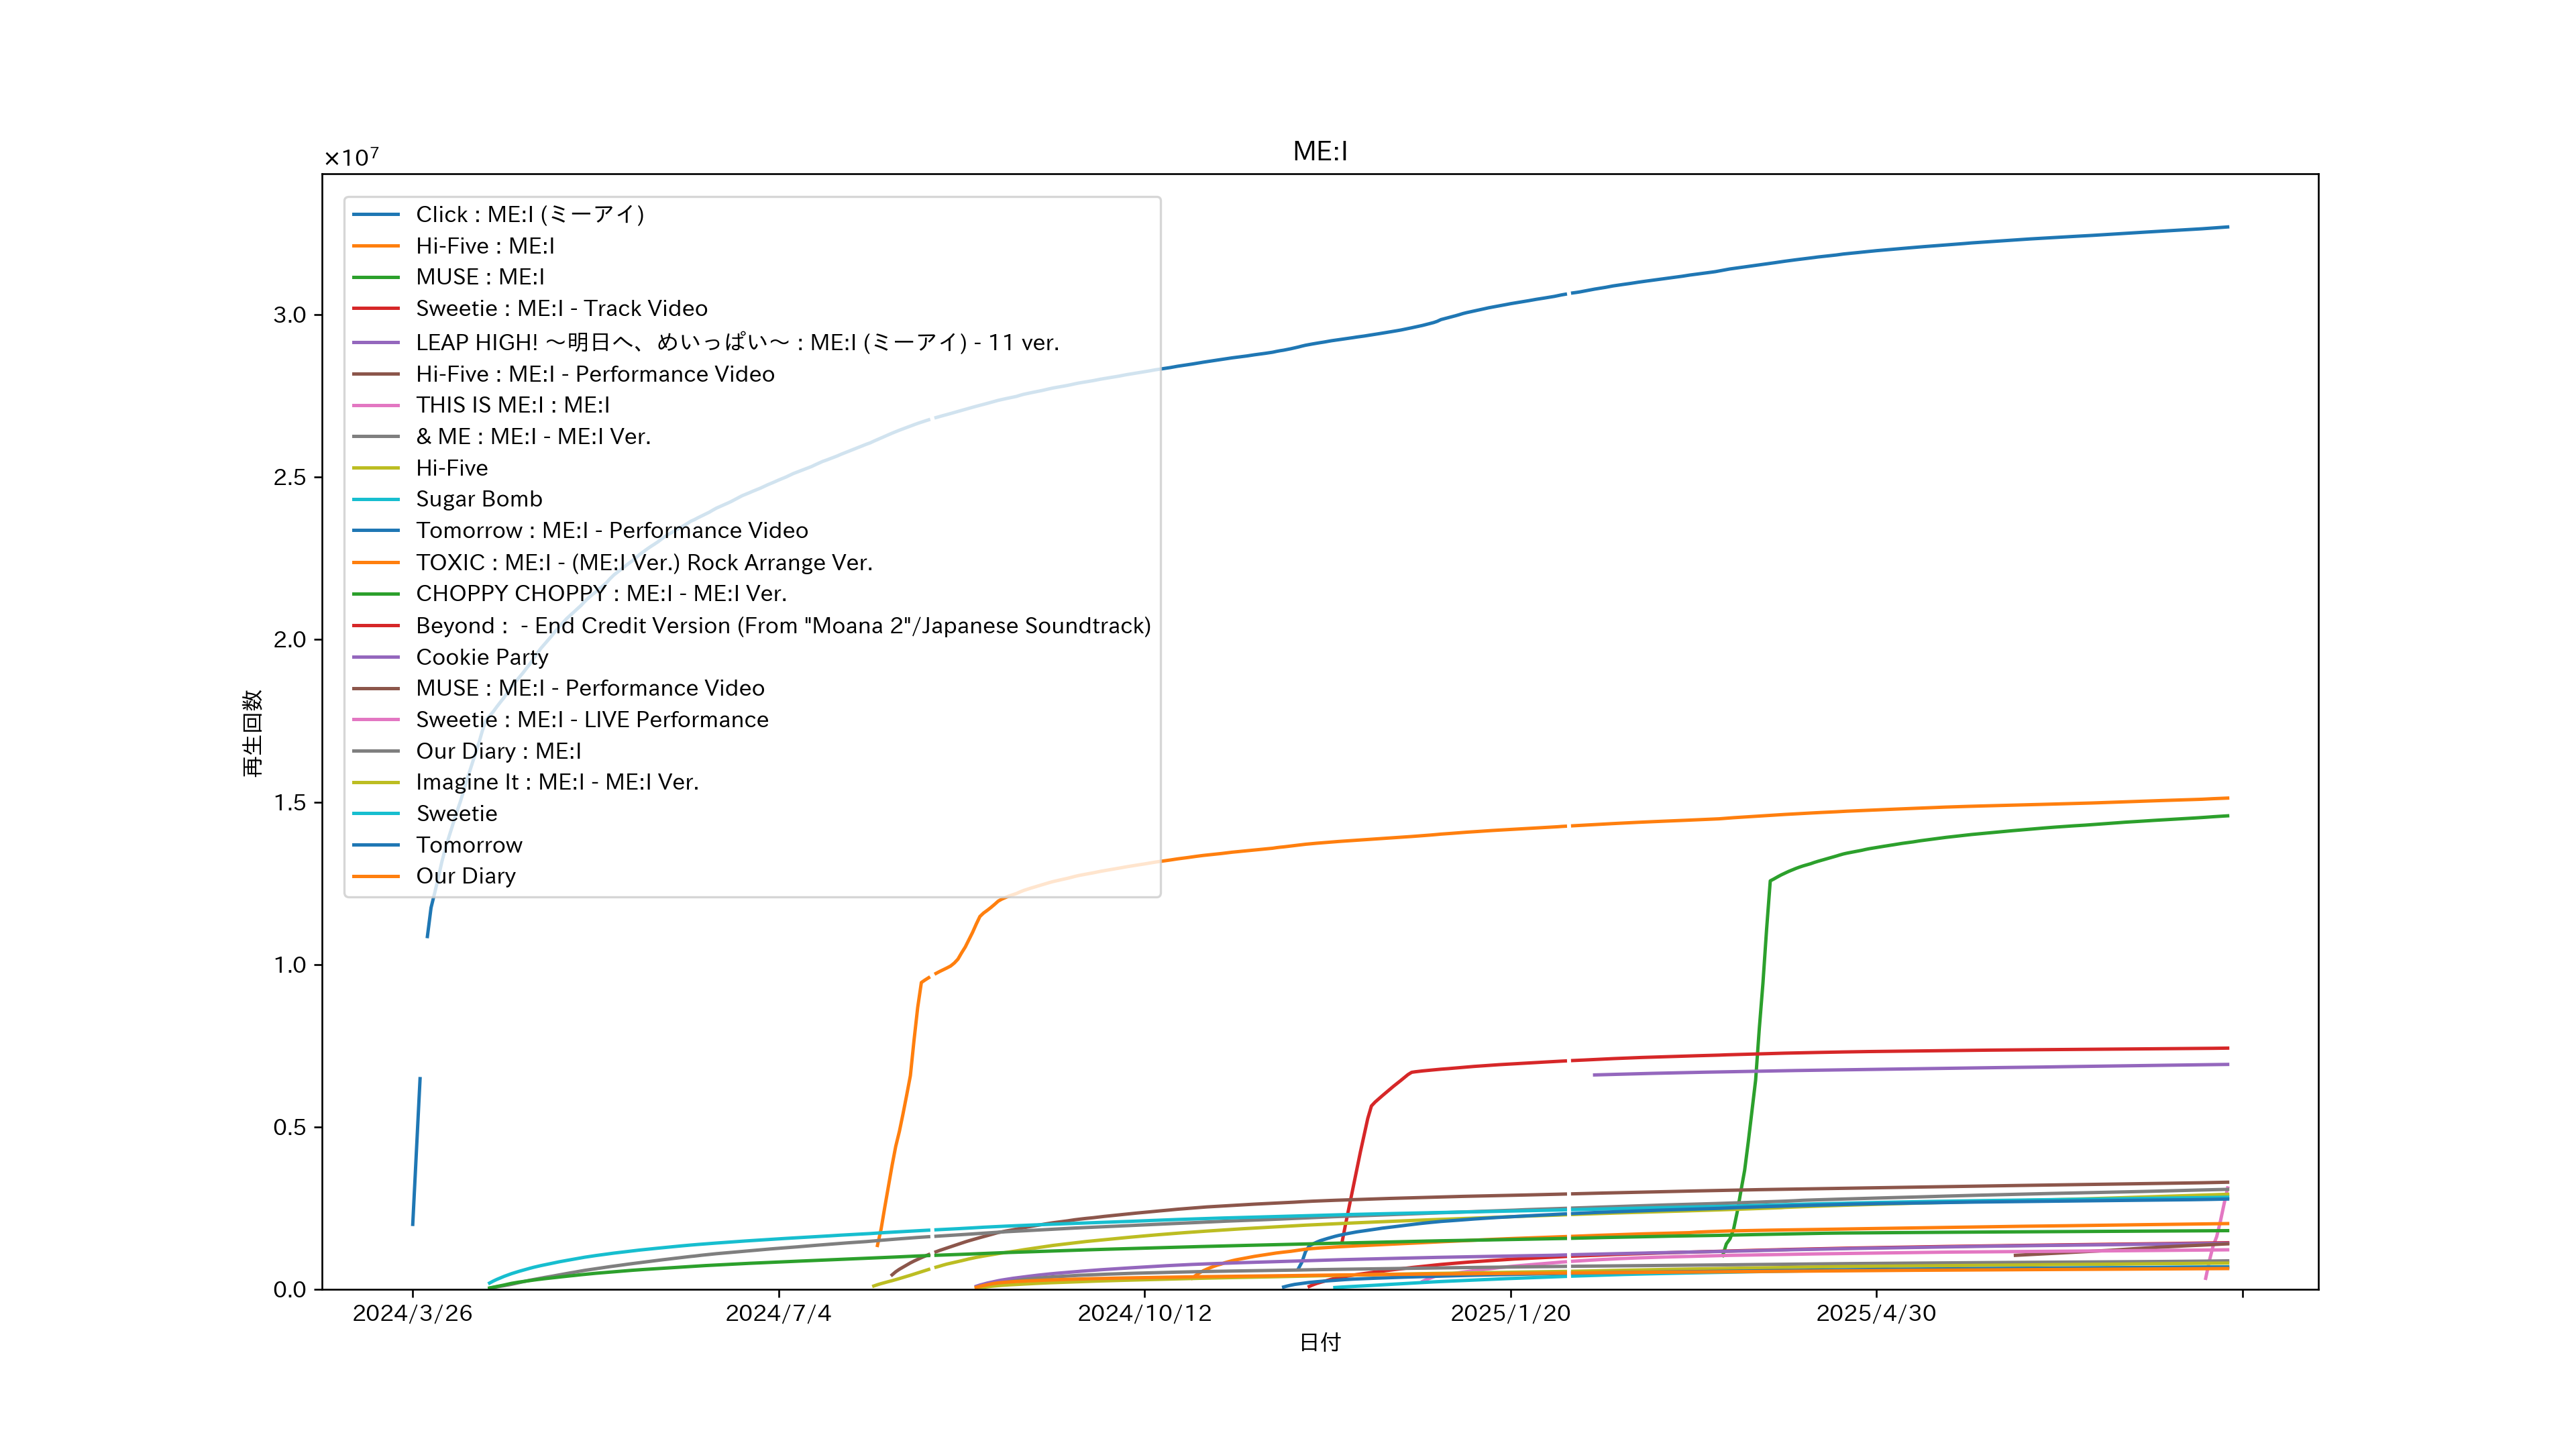 ME:I
×10⁷
Click : ME:I (ミーアイ)
Hi-Five : ME:I
MUSE : ME:I
Sweetie : ME:I - Track Video
LEAP HIGH! 〜明日へ、めいっぱい〜 : ME:I (ミーアイ) - 11 ver.
Hi-Five : ME:I - Performance Video
THIS IS ME:I : ME:I
& ME : ME:I - ME:I Ver.
Hi-Five
Sugar Bomb
Tomorrow : ME:I - Performance Video
TOXIC : ME:I - (ME:I Ver.) Rock Arrange Ver.
CHOPPY CHOPPY : ME:I - ME:I Ver.
Beyond :  - End Credit Version (From "Moana 2"/Japanese Soundtrack)
Cookie Party
MUSE : ME:I - Performance Video
Sweetie : ME:I - LIVE Performance
Our Diary : ME:I
Imagine It : ME:I - ME:I Ver.
Sweetie
Tomorrow
Our Diary
3.0
2.5
2.0
1.5
1.0
0.5
0.0
再生回数
2024/3/26
2024/7/4
2024/10/12
2025/1/20
2025/4/30
日付